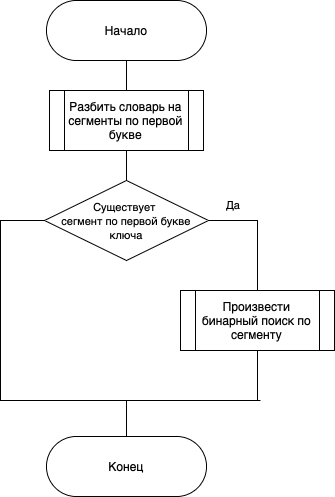 Начало
Разбить словарь на
сегменты по первой
букве
Существует
сегмент по первой букве
ключа
Да
Произвести
бинарный поиск по
сегменту
Конец